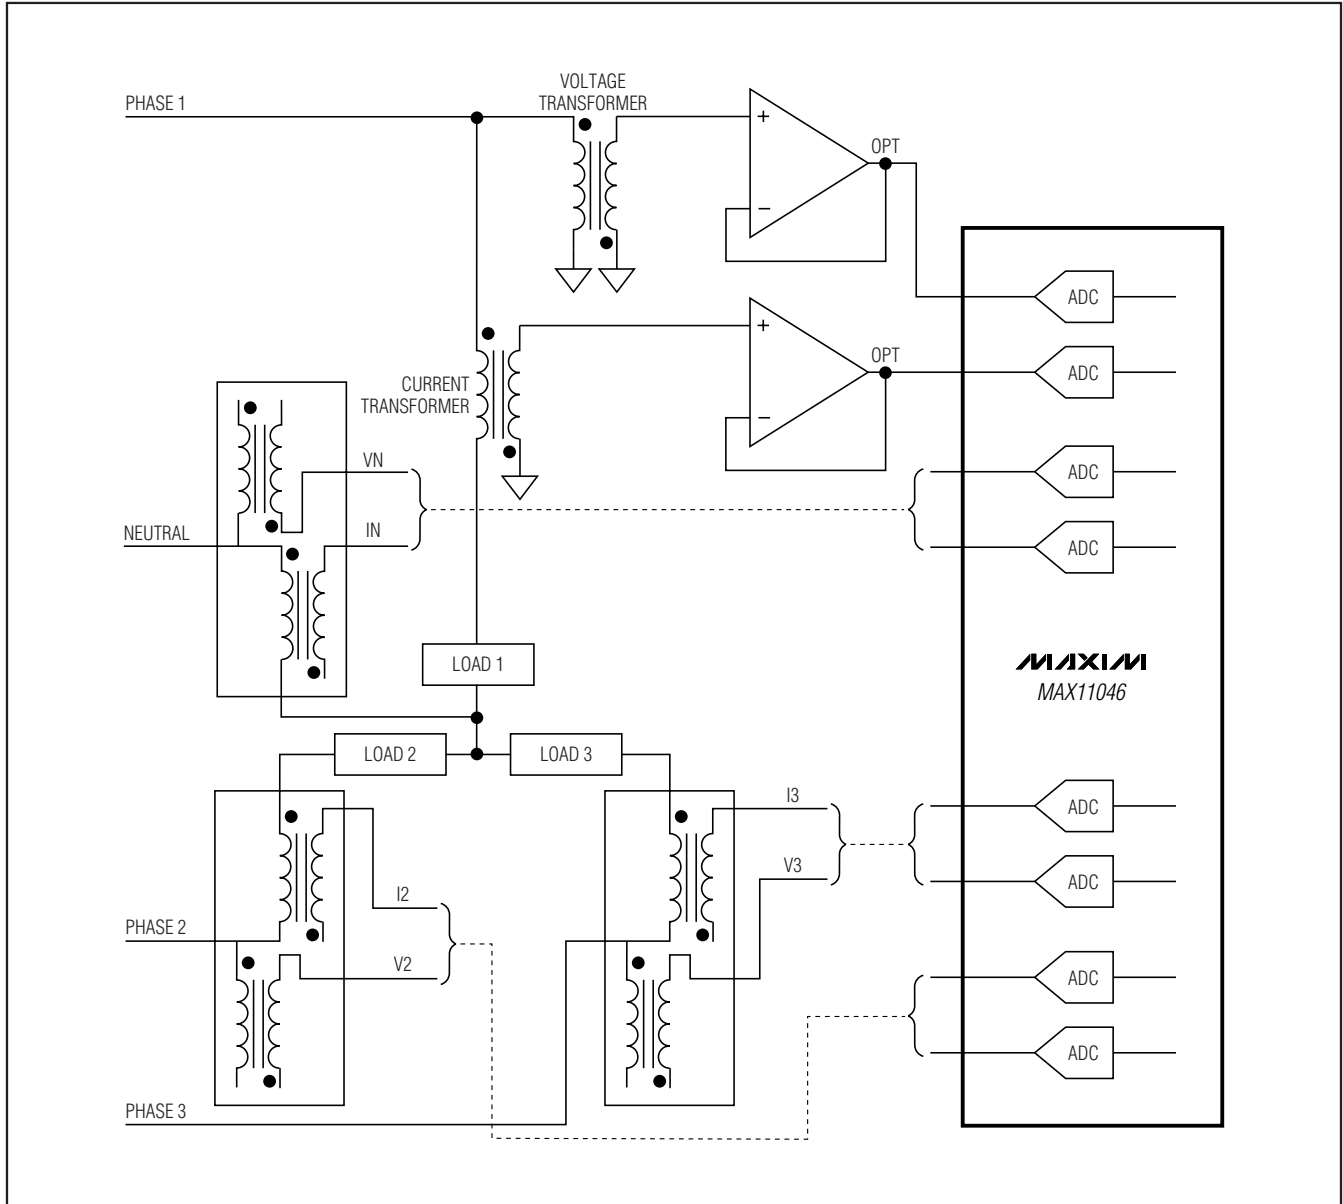 PHASE 1
VOLTAGE
TRANSFORMER
+
−
OPT
ADC
CURRENT
TRANSFORMER
+
−
OPT
ADC
NEUTRAL
VN
IN
ADC
ADC
LOAD 1
MAXIM
MAX11046
LOAD 2
LOAD 3
I3
V3
ADC
ADC
PHASE 2
I2
V2
ADC
ADC
PHASE 3